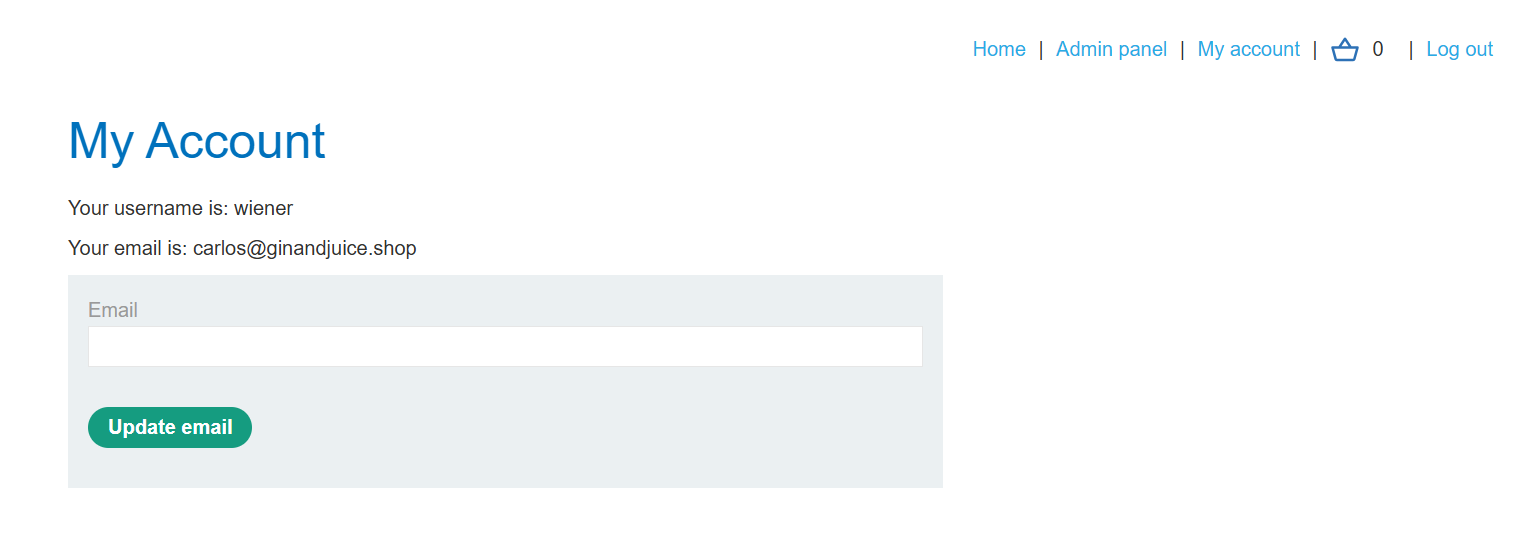 Home | Admin panel | My account | 0 | Log out
My Account
Your username is: wiener
Your email is: carlos@ginandjuice.shop
Email
Update email